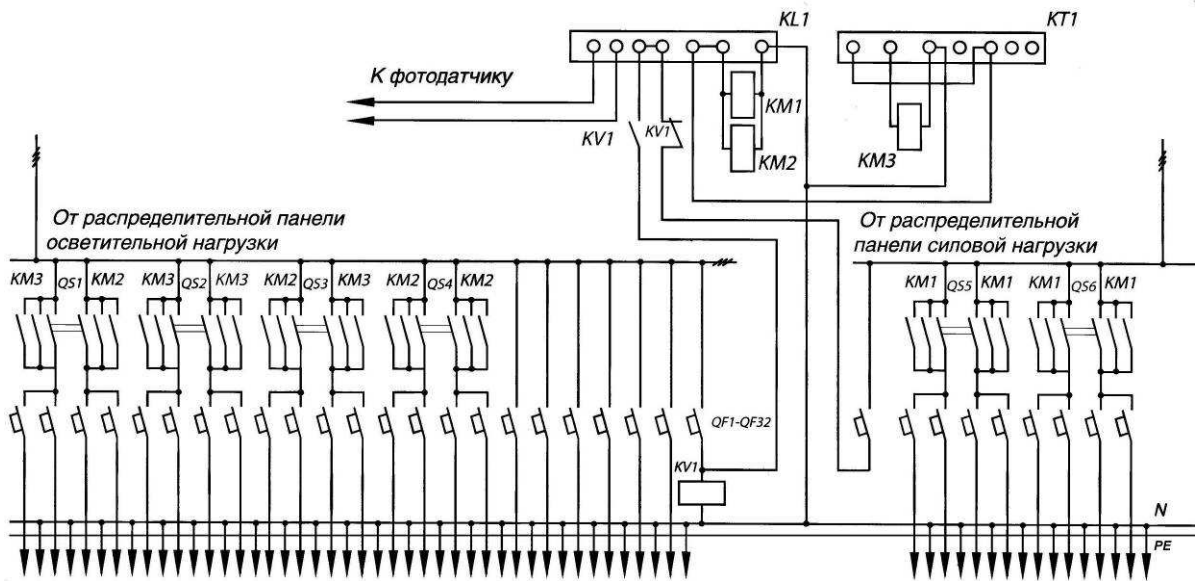 KL1
KT1
К фотодатчику
KV1
KV1
KM1
KM2
KM3
От распределительной панели
осветительной нагрузки
От распределительной
панели силовой нагрузки
KM3 QS1 KM2 KM3 QS2 KM3 KM2 QS3 KM3 KM2 QS4 KM2
KM1 QS5 KM1 KM1 QS6 KM1
QF1-QF32
KV1
N
PE